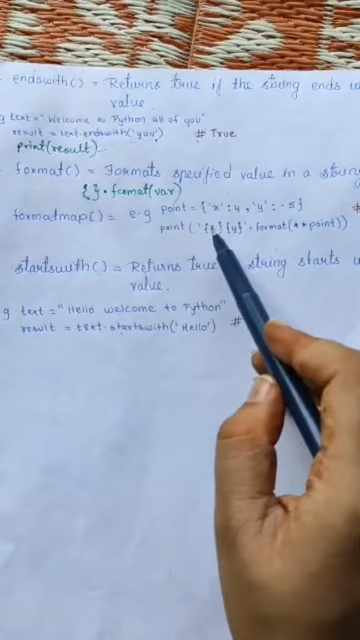 endswith() = Returns true if the string ends w
value.
g text = "Welcome to Python all of you"
result = text.endswith('you') # True
print(result)
format() = Formats specified value in a strin
{ }.format(var)
formatmap() = e.g point = {'x': 4, 'y': -5} #
print('{x} {y}'.format(**point))
startswith() = Returns true string starts w
value.
g text = "Hello welcome to Python"
result = text.startswith('Hello') #